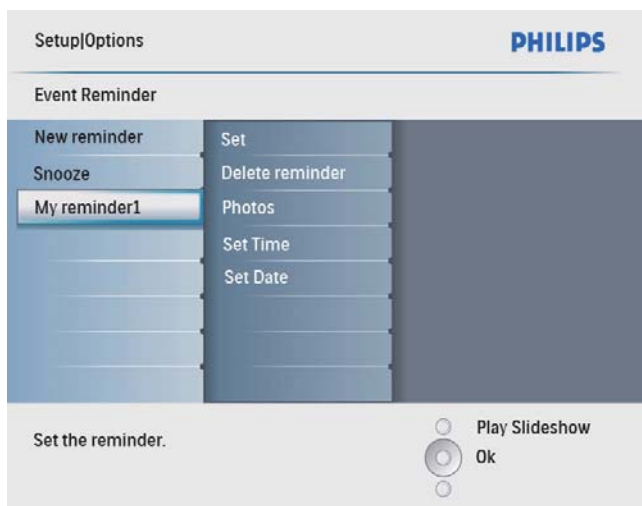 Setup|Options
PHILIPS
Event Reminder
New reminder
Snooze
My reminder1
Set
Delete reminder
Photos
Set Time
Set Date
Set the reminder.
Play Slideshow
Ok